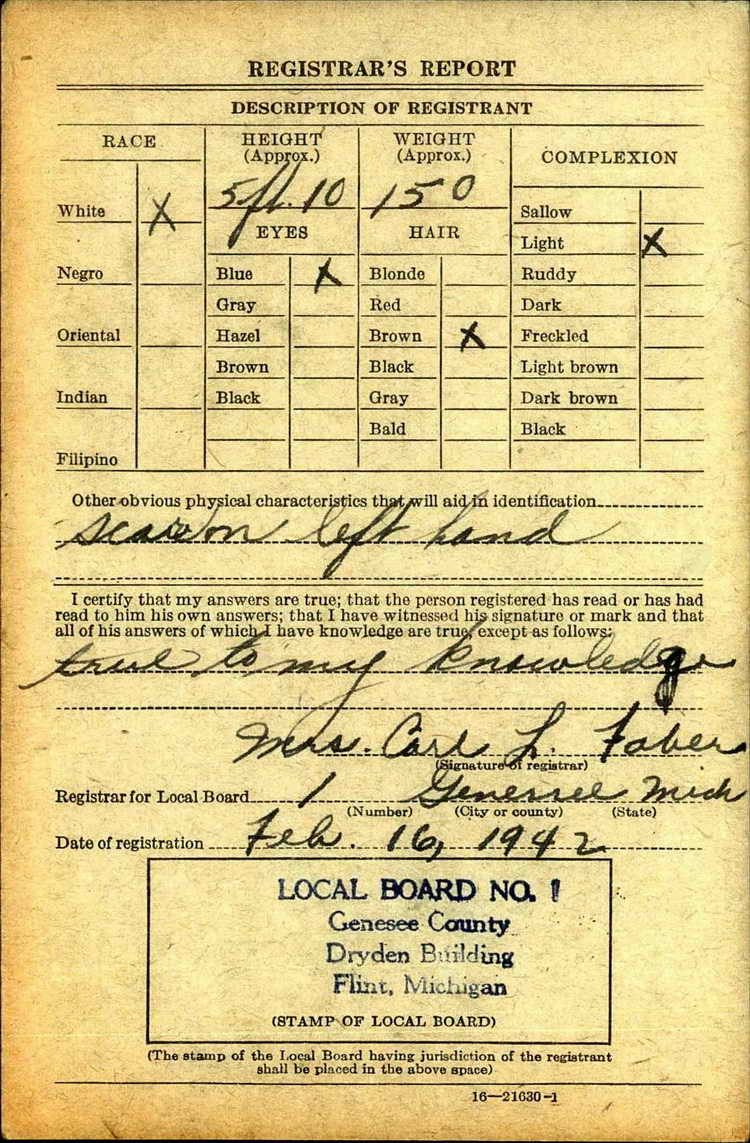 REGISTRAR'S REPORT
DESCRIPTION OF REGISTRANT
RACE
HEIGHT
(Approx.)
WEIGHT
(Approx.)
COMPLEXION
5 ft. 10
150
White X
EYES
HAIR
Sallow
Light X
Negro
Blue X
Blonde
Ruddy
Gray
Red
Dark
Oriental
Hazel
Brown X
Freckled
Brown
Black
Light brown
Indian
Black
Gray
Dark brown
Bald
Black
Filipino
Other obvious physical characteristics that will aid in identification
scar on left hand
I certify that my answers are true; that the person registered has read or has had
read to him his own answers; that I have witnessed his signature or mark and that
all of his answers of which I have knowledge are true, except as follows:
true to my knowledge
Mrs. Carl L. Faber
(Signature of registrar)
Registrar for Local Board 1 Mich
(Number) (City or county) (State)
Date of registration Feb. 16, 1942
LOCAL BOARD NO. 1
Genesee County
Dryden Building
Flint, Michigan
(STAMP OF LOCAL BOARD)
(The stamp of the Local Board having jurisdiction of the registrant
shall be placed in the above space)
16—21630-1